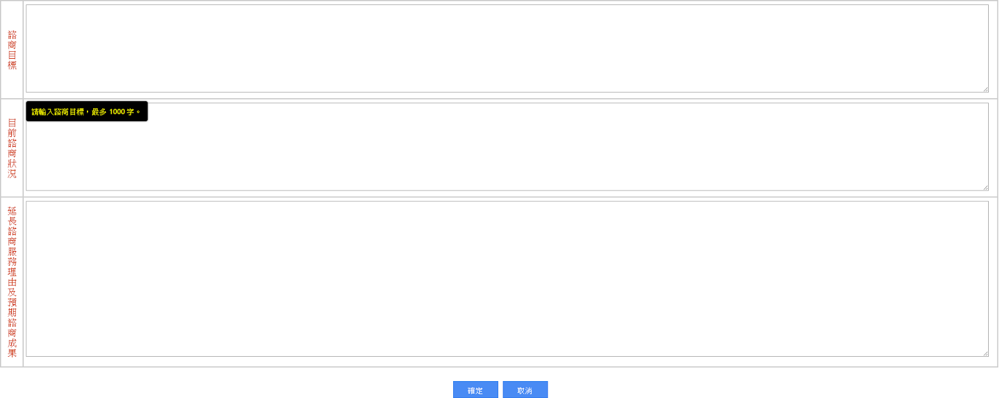 諮商目標
請輸入諮商目標，最多 1000 字。
目前諮商狀況
延長諮商服務理由及預期諮商成果
確定
取消